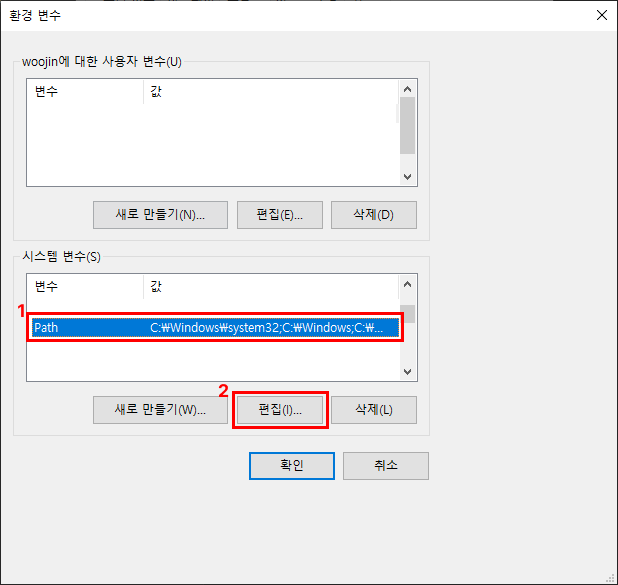 환경 변수
woojin에 대한 사용자 변수(U)
변수 값
새로 만들기(N)... 편집(E)... 삭제(D)
시스템 변수(S)
변수 값
1
Path C:₩Windows₩system32;C:₩Windows;C:₩...
2
새로 만들기(W)... 편집(I)... 삭제(L)
확인 취소